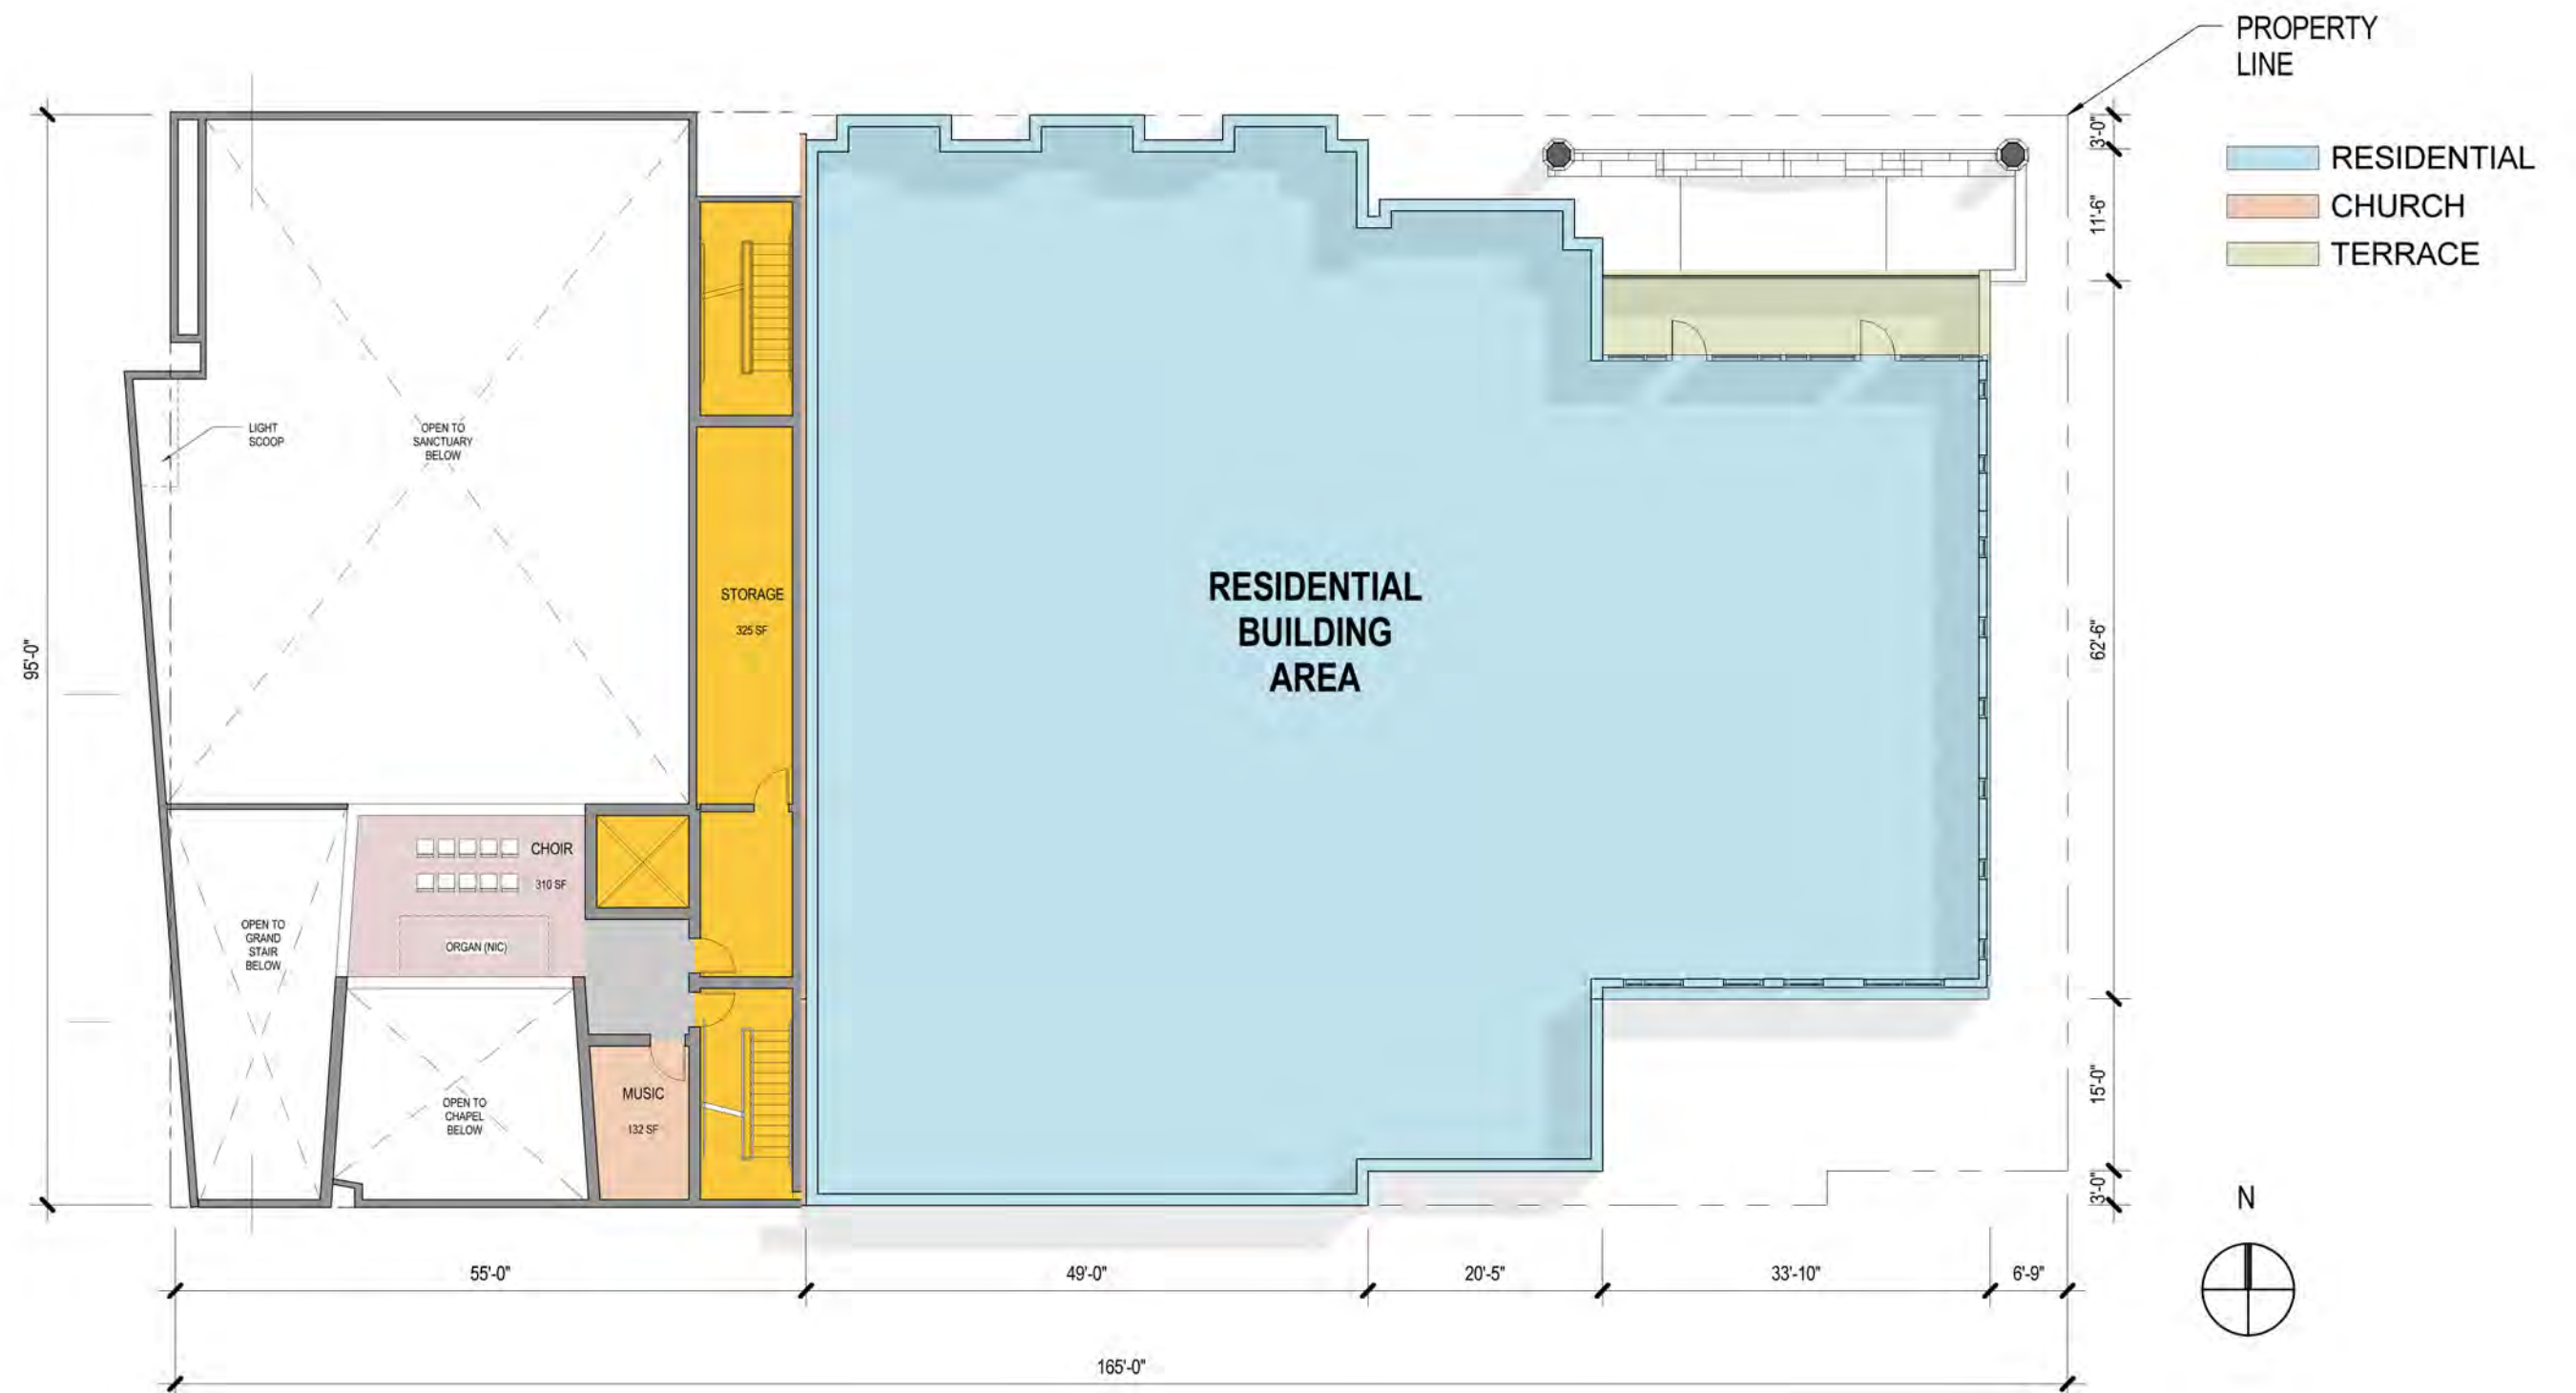 PROPERTY
LINE
RESIDENTIAL
CHURCH
TERRACE
3'-0"
11'-6"
62'-6"
15'-0"
3'-0"
95'-0"
LIGHT
SCOOP
OPEN TO
SANCTUARY
BELOW
STORAGE
325 SF
RESIDENTIAL
BUILDING
AREA
CHOIR
310 SF
ORGAN (NIC)
OPEN TO
GRAND
STAIR
BELOW
OPEN TO
CHAPEL
BELOW
MUSIC
132 SF
N
55'-0"
49'-0"
20'-5"
33'-10"
6'-9"
165'-0"